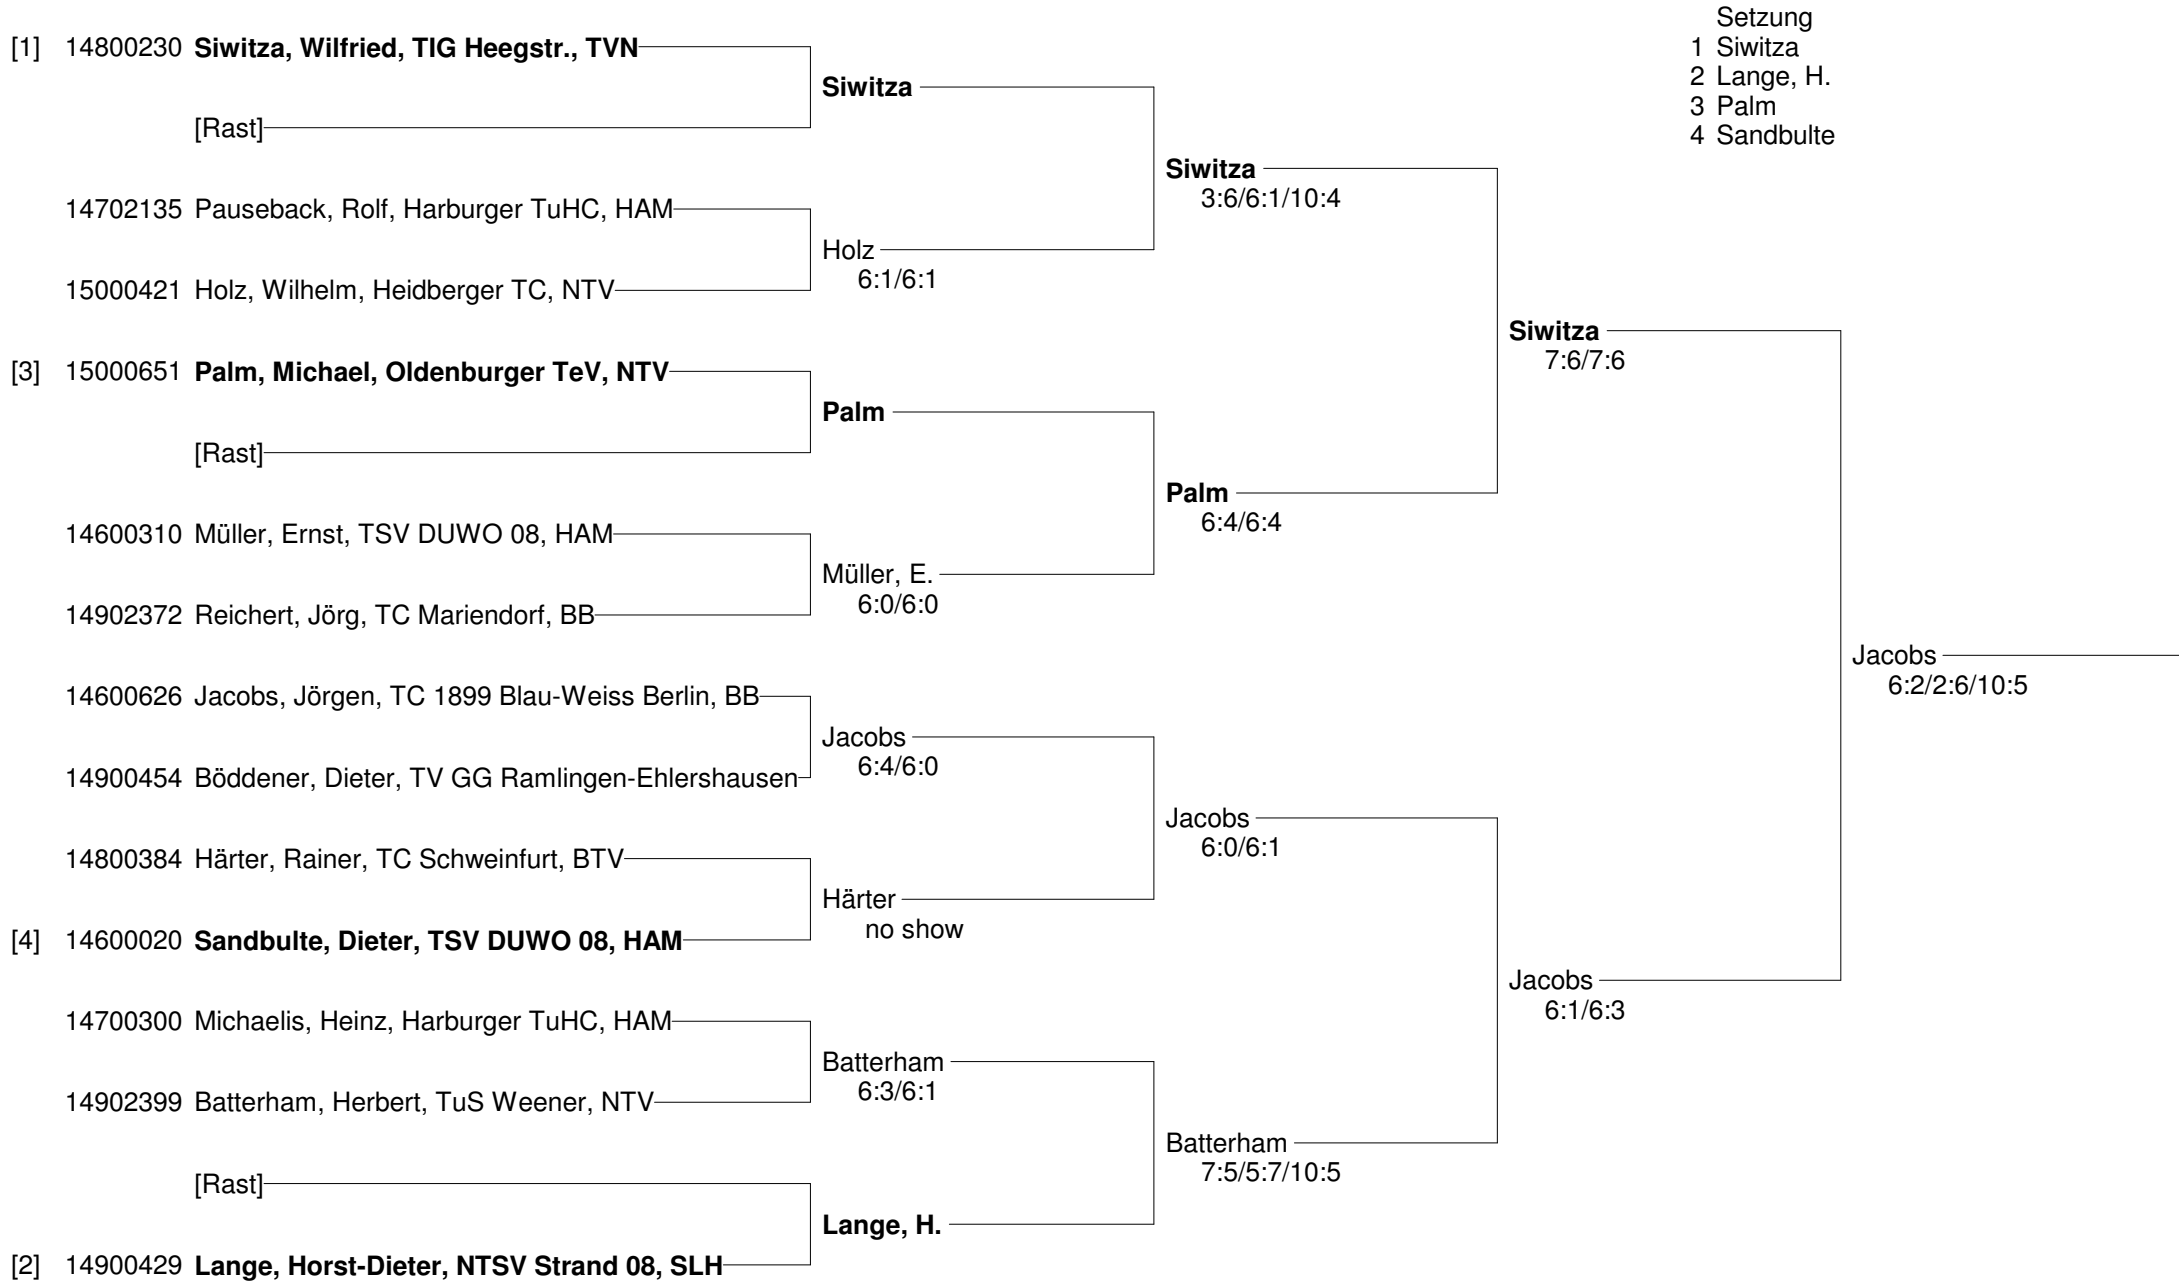 Setzung
1 Siwitza
2 Lange, H.
3 Palm
4 Sandbulte
[1] 14800230 Siwitza, Wilfried, TIG Heegstr., TVN
[Rast]
14702135 Pauseback, Rolf, Harburger TuHC, HAM
15000421 Holz, Wilhelm, Heidberger TC, NTV
[3] 15000651 Palm, Michael, Oldenburger TeV, NTV
[Rast]
14600310 Müller, Ernst, TSV DUWO 08, HAM
14902372 Reichert, Jörg, TC Mariendorf, BB
14600626 Jacobs, Jörgen, TC 1899 Blau-Weiss Berlin, BB
14900454 Böddener, Dieter, TV GG Ramlingen-Ehlershausen
14800384 Härter, Rainer, TC Schweinfurt, BTV
[4] 14600020 Sandbulte, Dieter, TSV DUWO 08, HAM
14700300 Michaelis, Heinz, Harburger TuHC, HAM
14902399 Batterham, Herbert, TuS Weener, NTV
[Rast]
[2] 14900429 Lange, Horst-Dieter, NTSV Strand 08, SLH
Siwitza
Holz
6:1/6:1
Palm
Müller, E.
6:0/6:0
Jacobs
6:4/6:0
Härter
no show
Batterham
6:3/6:1
Lange, H.
Siwitza
3:6/6:1/10:4
Palm
6:4/6:4
Jacobs
6:0/6:1
Batterham
7:5/5:7/10:5
Siwitza
7:6/7:6
Jacobs
6:1/6:3
Jacobs
6:2/2:6/10:5